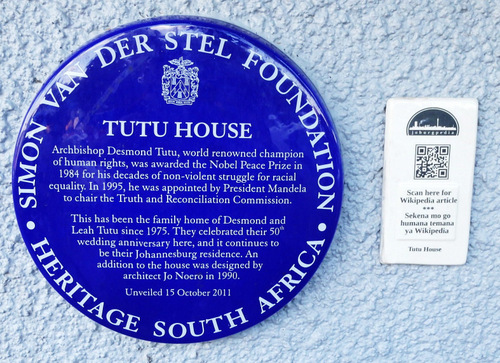 SIMON VAN DER STEL FOUNDATION
TUTU HOUSE
Archbishop Desmond Tutu, world renowned champion
of human rights, was awarded the Nobel Peace Prize in
1984 for his decades of non-violent struggle for racial
equality. In 1995, he was appointed by President Mandela
to chair the Truth and Reconciliation Commission.
This has been the family home of Desmond and
Leah Tutu since 1975. They celebrated their 50th
wedding anniversary here, and it continues to
be their Johannesburg residence. An
addition to the house was designed by
architect Jo Noero in 1990.
Unveiled 15 October 2011
HERITAGE SOUTH AFRICA
joburgpedia
Scan here for
Wikipedia article
***
Sekena mo go
humana temana
ya Wikipedia
Tutu House